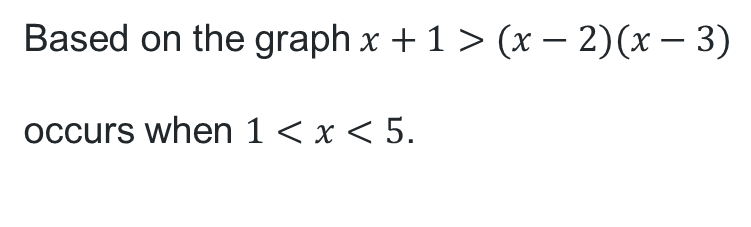 Based on the graph x + 1 > (x − 2)(x − 3)
occurs when 1 < x < 5.